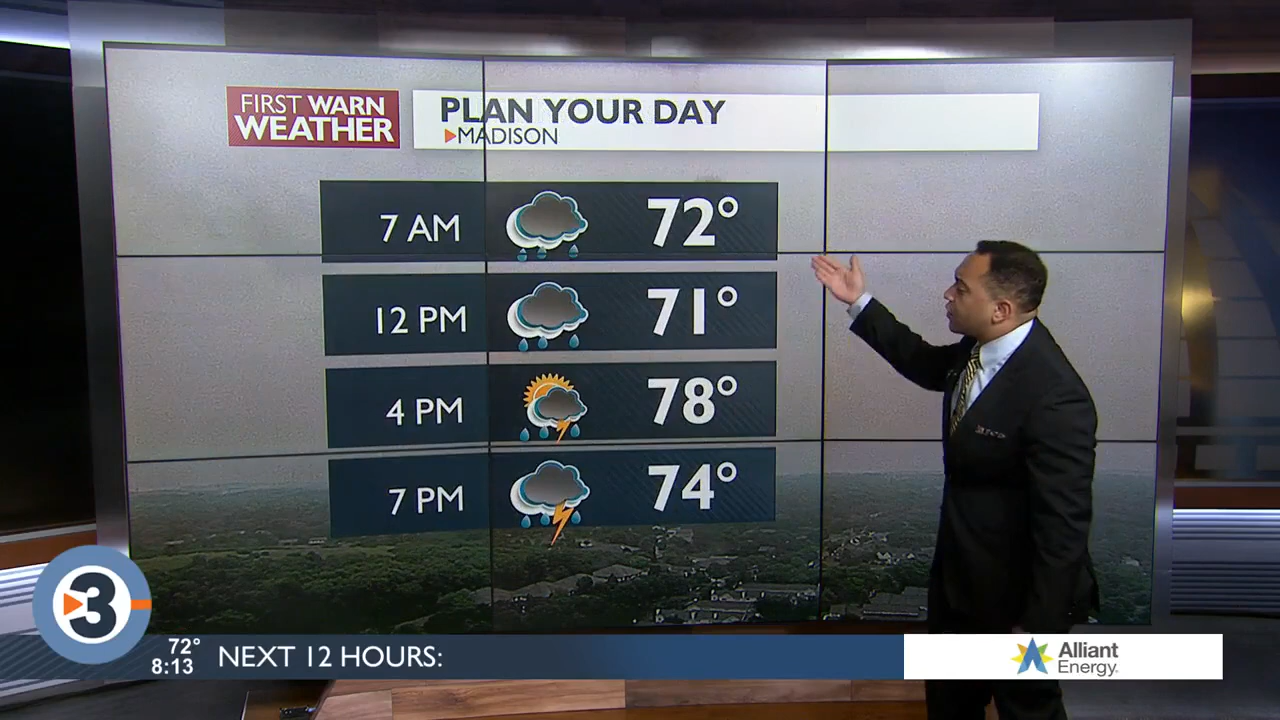 FIRST WARN
WEATHER
PLAN YOUR DAY
MADISON
7 AM 72°
12 PM 71°
4 PM 78°
7 PM 74°
3
72°
8:13
NEXT 12 HOURS:
Alliant
Energy